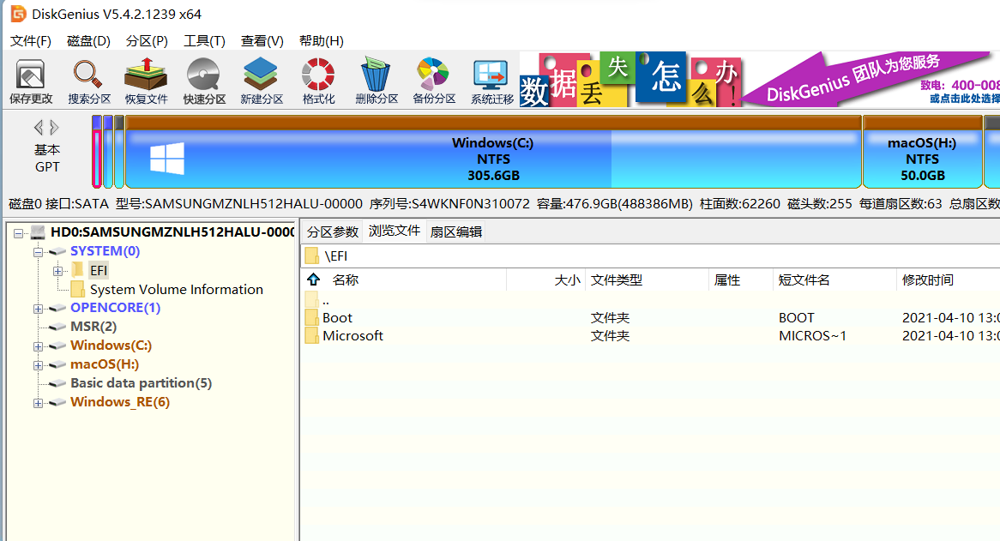 DiskGenius V5.4.2.1239 x64
文件(F) 磁盘(D) 分区(P) 工具(T) 查看(V) 帮助(H)
保存更改 搜索分区 恢复文件 快速分区 新建分区 格式化 删除分区 备份分区 系统迁移
数据丢失怎么办!
DiskGenius 团队为您服务
致电: 400-008
或点击此处选择
基本
GPT
Windows(C:)
NTFS
305.6GB
macOS(H:)
NTFS
50.0GB
磁盘0 接口:SATA 型号:SAMSUNGMZNLH512HALU-00000 序列号:S4WKNF0N310072 容量:476.9GB(488386MB) 柱面数:62260 磁头数:255 每道扇区数:63 总扇区数
HD0:SAMSUNGMZNLH512HALU-0000
SYSTEM(0)
EFI
System Volume Information
OPENCORE(1)
MSR(2)
Windows(C:)
macOS(H:)
Basic data partition(5)
Windows_RE(6)
分区参数 浏览文件 扇区编辑
\EFI
名称 大小 文件类型 属性 短文件名 修改时间
..
Boot 文件夹 BOOT 2021-04-10 13:0
Microsoft 文件夹 MICROS~1 2021-04-10 13:0